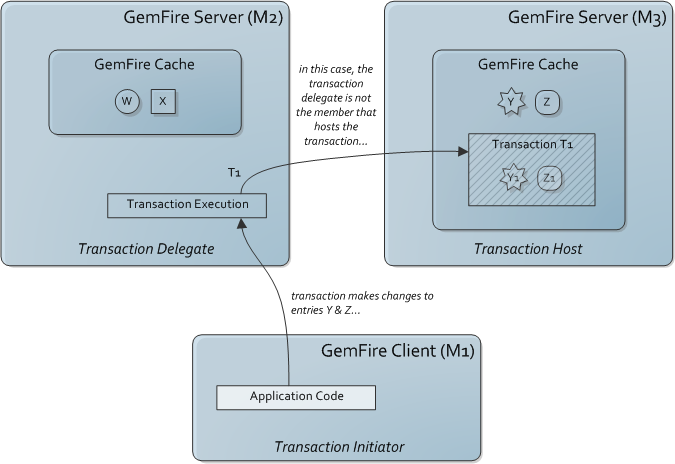 GemFire Server (M2)
GemFire Cache
W
X
Transaction Execution
Transaction Delegate
in this case, the
transaction
delegate is not
the member that
hosts the
transaction...
T1
GemFire Server (M3)
GemFire Cache
Y
Z
Transaction T1
Y1
Z1
Transaction Host
transaction makes changes to
entries Y & Z...
GemFire Client (M1)
Application Code
Transaction Initiator